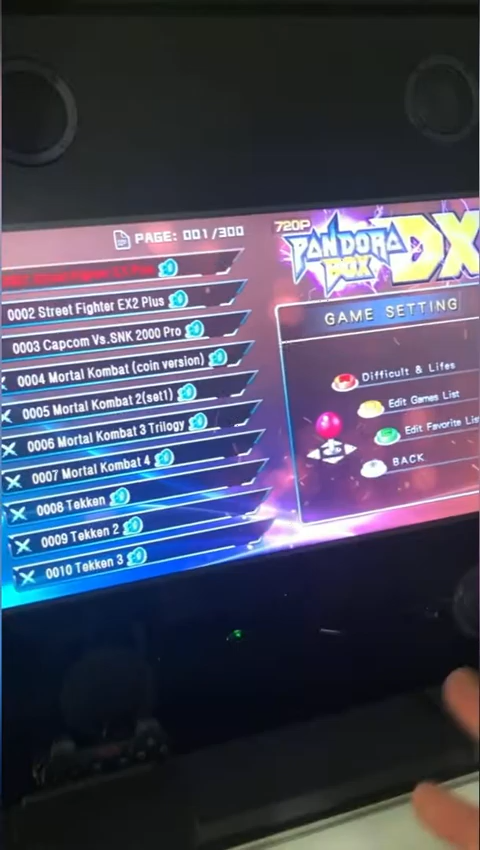 PAGE: 001/300
0002 Street Fighter EX2 Plus
0003 Capcom Vs.SNK 2000 Pro
0004 Mortal Kombat (coin version)
0005 Mortal Kombat 2(set1)
0006 Mortal Kombat 3 Trilogy
0007 Mortal Kombat 4
0008 Tekken
0009 Tekken 2
0010 Tekken 3
720P
PANDORA DX
BOX
GAME SETTING
Difficult & Lifes
Edit Games List
Edit Favorite Lis
BACK